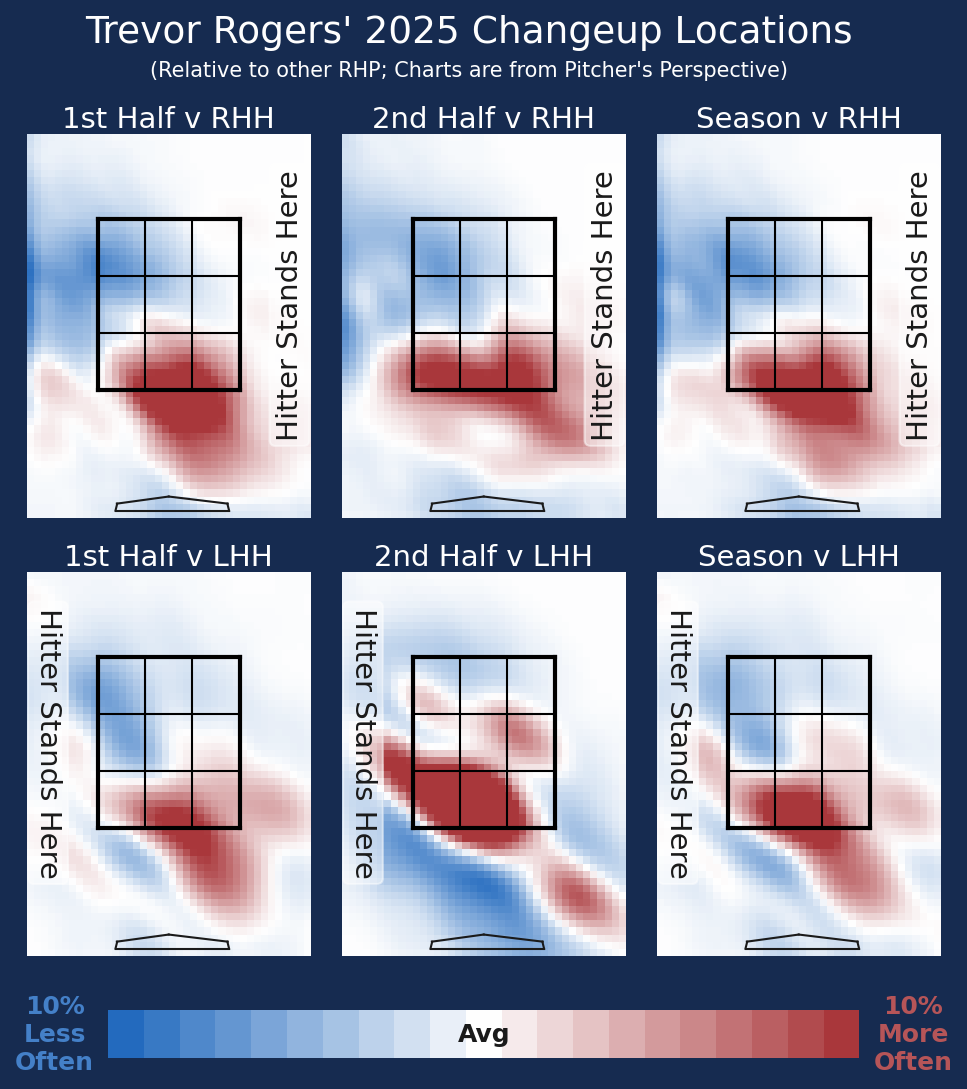 Trevor Rogers' 2025 Changeup Locations
(Relative to other RHP; Charts are from Pitcher's Perspective)
1st Half v RHH
2nd Half v RHH
Season v RHH
Hitter Stands Here
Hitter Stands Here
Hitter Stands Here
1st Half v LHH
2nd Half v LHH
Season v LHH
Hitter Stands Here
Hitter Stands Here
Hitter Stands Here
10%
Less
Often
Avg
10%
More
Often